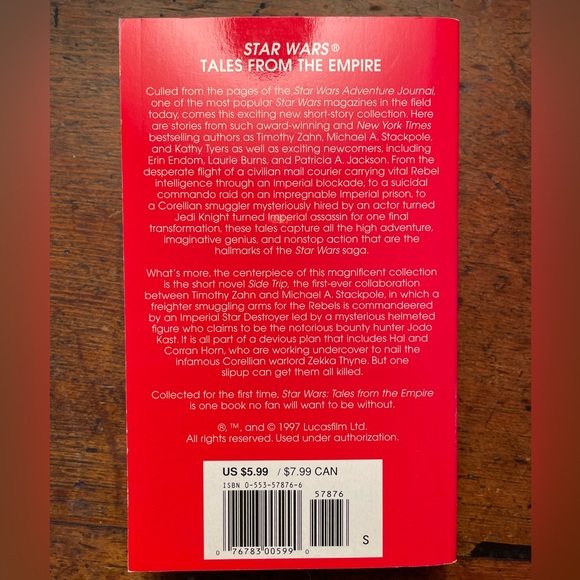 STAR WARS®
TALES FROM THE EMPIRE
Culled from the pages of the Star Wars Adventure Journal,
one of the most popular Star Wars magazines in the field
today, comes this exciting new short-story collection. Here
are stories from such award-winning and New York Times
bestselling authors as Timothy Zahn, Michael A. Stackpole,
and Kathy Tyers as well as exciting newcomers, including
Erin Endom, Laurie Burns, and Patricia A. Jackson. From the
desperate flight of a civilian mail courier carrying vital Rebel
intelligence through an Imperial blockade, to a suicidal
commando raid on an impregnable Imperial prison, to
a Corellian smuggler mysteriously hired by an actor turned
Jedi Knight turned Imperial assassin for one final
transformation, these tales capture all the high adventure,
imaginative genius, and nonstop action that are the
hallmarks of the Star Wars saga.
What's more, the centerpiece of this magnificent collection
is the short novel Side Trip, the first-ever collaboration
between Timothy Zahn and Michael A. Stackpole, in which a
freighter smuggling arms for the Rebels is commandeered
by an Imperial Star Destroyer led by a mysterious helmeted
figure who claims to be the notorious bounty hunter Jodo
Kast. It is all part of a devious plan that includes Hal and
Corran Horn, who are working undercover to nail the
infamous Corellian warlord Zekka Thyne. But one
slipup can get them all killed.
Collected for the first time, Star Wars: Tales from the Empire
is one book no fan will want to be without.
®, ™, and © 1997 Lucasfilm Ltd.
All rights reserved. Used under authorization.
US $5.99 / $7.99 CAN
ISBN 0-553-57876-6
57876
S
0 76783 00599 0